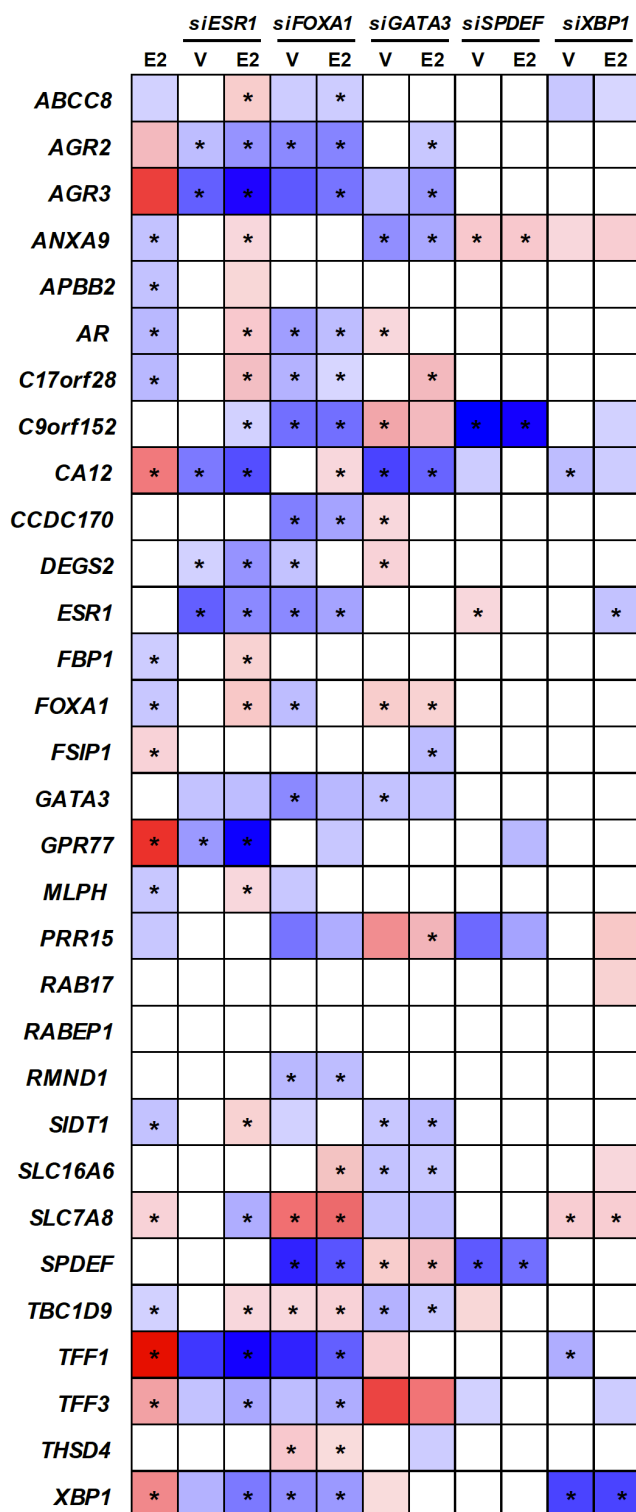 siESR1 siFOXA1 siGATA3 siSPDEF siXBP1
E2 V E2 V E2 V E2 V E2 V E2
ABCC8 * *
AGR2 * * * * *
AGR3 * * * *
ANXA9 * * * * * *
APBB2 *
AR * * * * *
C17orf28 * * * * *
C9orf152 * * * * * *
CA12 * * * * * * *
CCDC170 * * *
DEGS2 * * * *
ESR1 * * * * * *
FBP1 * *
FOXA1 * * * * *
FSIP1 * *
GATA3 * *
GPR77 * * *
MLPH * *
PRR15 *
RAB17
RABEP1
RMND1 * *
SIDT1 * * * *
SLC16A6 * * *
SLC7A8 * * * * * *
SPDEF * * * * * *
TBC1D9 * * * * * *
TFF1 * * * *
TFF3 * * *
THSD4 * *
XBP1 * * * * * *